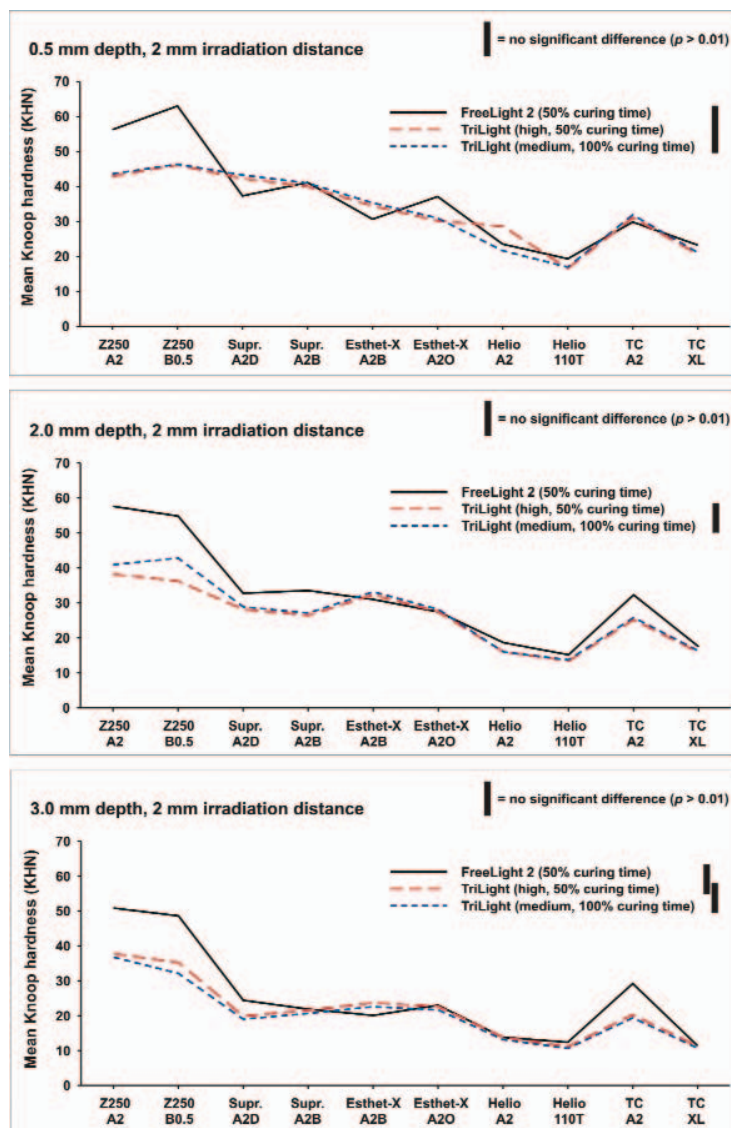 0.5 mm depth, 2 mm irradiation distance
= no significant difference (p > 0.01)
FreeLight 2 (50% curing time)
TriLight (high, 50% curing time)
TriLight (medium, 100% curing time)
Mean Knoop hardness (KHN)
70
60
50
40
30
20
10
0
Z250 Z250 Supr. Supr. Esthet-X Esthet-X Helio Helio TC TC
A2 B0.5 A2D A2B A2B A2O A2 110T A2 XL
2.0 mm depth, 2 mm irradiation distance
= no significant difference (p > 0.01)
FreeLight 2 (50% curing time)
TriLight (high, 50% curing time)
TriLight (medium, 100% curing time)
Mean Knoop hardness (KHN)
70
60
50
40
30
20
10
0
Z250 Z250 Supr. Supr. Esthet-X Esthet-X Helio Helio TC TC
A2 B0.5 A2D A2B A2B A2O A2 110T A2 XL
3.0 mm depth, 2 mm irradiation distance
= no significant difference (p > 0.01)
FreeLight 2 (50% curing time)
TriLight (high, 50% curing time)
TriLight (medium, 100% curing time)
Mean Knoop hardness (KHN)
70
60
50
40
30
20
10
0
Z250 Z250 Supr. Supr. Esthet-X Esthet-X Helio Helio TC TC
A2 B0.5 A2D A2B A2B A2O A2 110T A2 XL